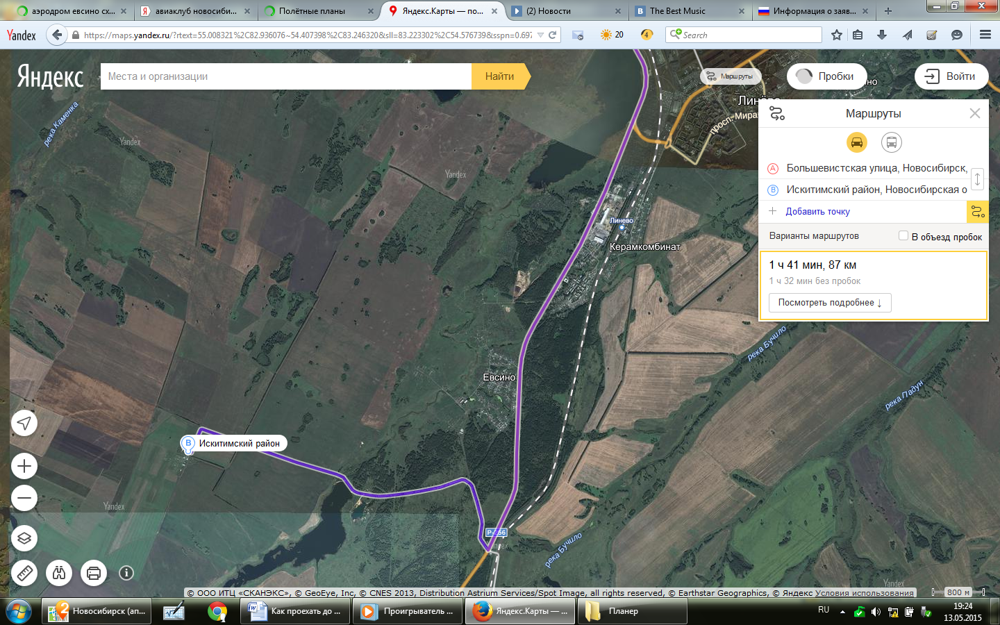 аэродром евсино сх...
авиаклуб новосиби...
Полётные планы
Яндекс.Карты — по...
(2) Новости
The Best Music
Информация о заяв...
Yandex
https://maps.yandex.ru/?rtext=55.008321%2C82.936076~54.407398%2C83.246320&sll=83.223302%2C54.576739&sspn=0.697
20
4
Search
Яндекс
Места и организации
Найти
Маршруты
Пробки
Войти
Линёво
просп. Мира
река Каменка
Yandex
Yandex
Маршруты
A Большевистская улица, Новосибирск,
B Искитимский район, Новосибирская о
Добавить точку
Варианты маршрутов
В объезд пробок
1 ч 41 мин, 87 км
1 ч 32 мин без пробок
Посмотреть подробнее ↓
Линево
Керамкомбинат
река Бучило
Евсино
река Падун
B Искитимский район
Yandex
река Бучило
Yandex
800 м
© ООО ИТЦ «СКАНЭКС», © GeoEye, Inc, © CNES 2013, Distribution Astrium Services/Spot Image, all rights reserved, © Earthstar Geographics, © Яндекс Условия использования
Новосибирск (ап...
Как проехать до ...
Проигрыватель ...
Яндекс.Карты — ...
Планер
RU
19:24
13.05.2015